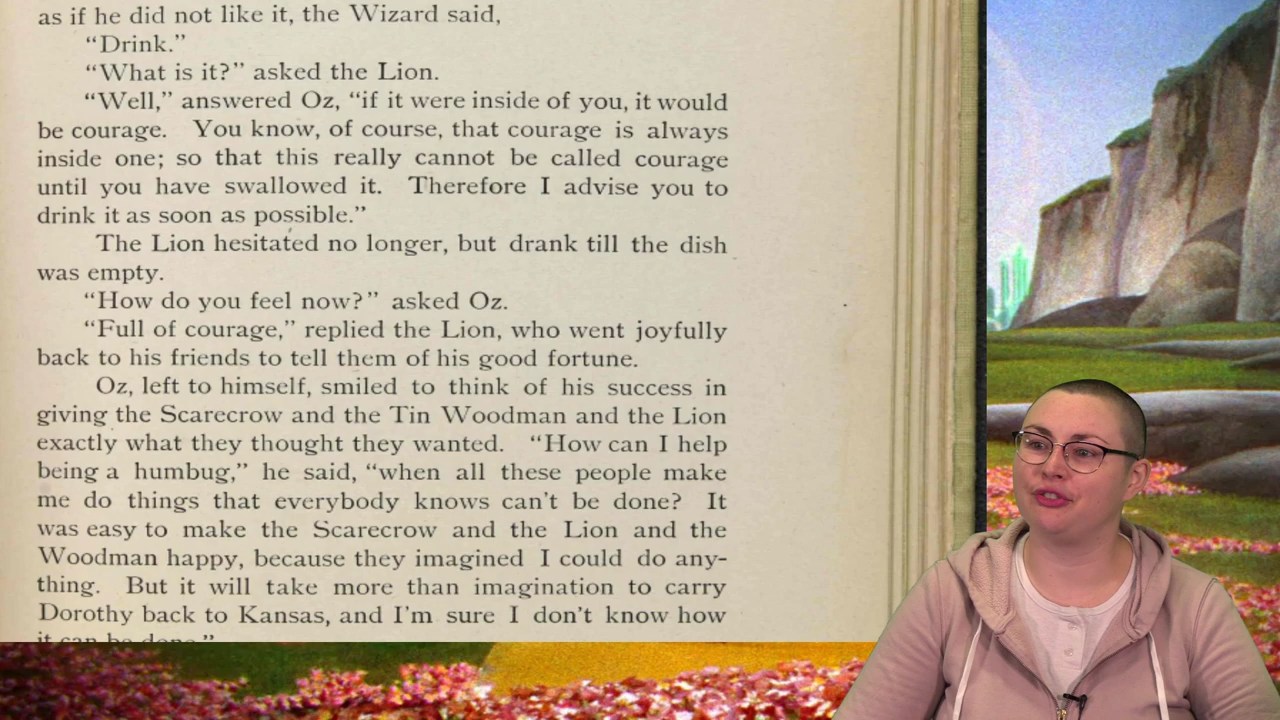 as if he did not like it, the Wizard said,
“Drink.”
“What is it?” asked the Lion.
“Well,” answered Oz, “if it were inside of you, it would
be courage. You know, of course, that courage is always
inside one; so that this really cannot be called courage
until you have swallowed it. Therefore I advise you to
drink it as soon as possible.”
The Lion hesitated no longer, but drank till the dish
was empty.
“How do you feel now?” asked Oz.
“Full of courage,” replied the Lion, who went joyfully
back to his friends to tell them of his good fortune.
Oz, left to himself, smiled to think of his success in
giving the Scarecrow and the Tin Woodman and the Lion
exactly what they thought they wanted. “How can I help
being a humbug,” he said, “when all these people make
me do things that everybody knows can't be done? It
was easy to make the Scarecrow and the Lion and the
Woodman happy, because they imagined I could do any-
thing. But it will take more than imagination to carry
Dorothy back to Kansas, and I'm sure I don't know how
it can be done.”